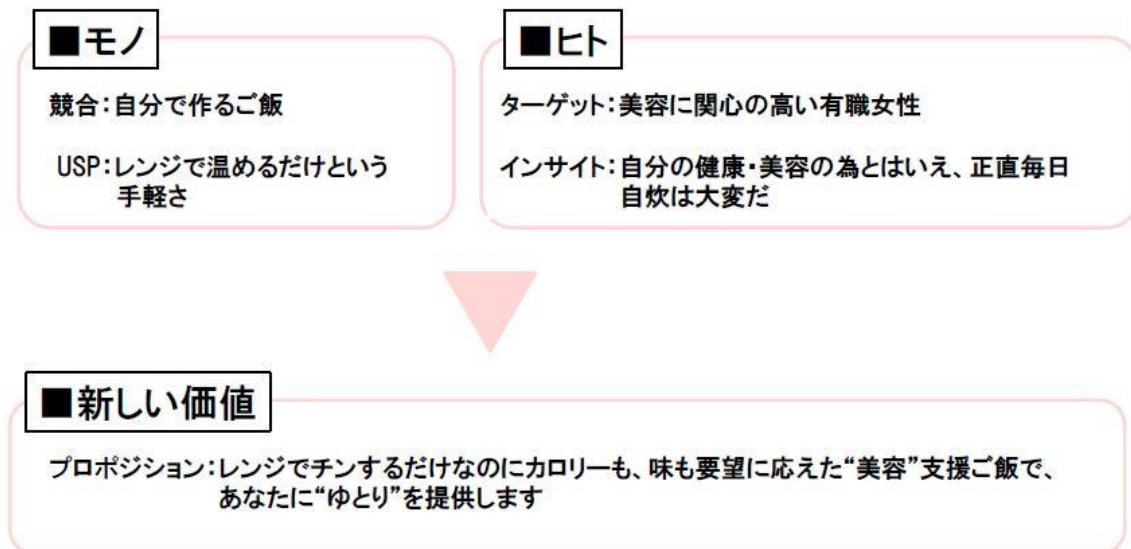 ■モノ
競合:自分で作るご飯
USP:レンジで温めるだけという
手軽さ
■ヒト
ターゲット:美容に関心の高い有職女性
インサイト:自分の健康・美容の為とはいえ、正直毎日
自炊は大変だ
■新しい価値
プロポジション:レンジでチンするだけなのにカロリーも、味も要望に応えた“美容”支援ご飯で、
あなたに“ゆとり”を提供します